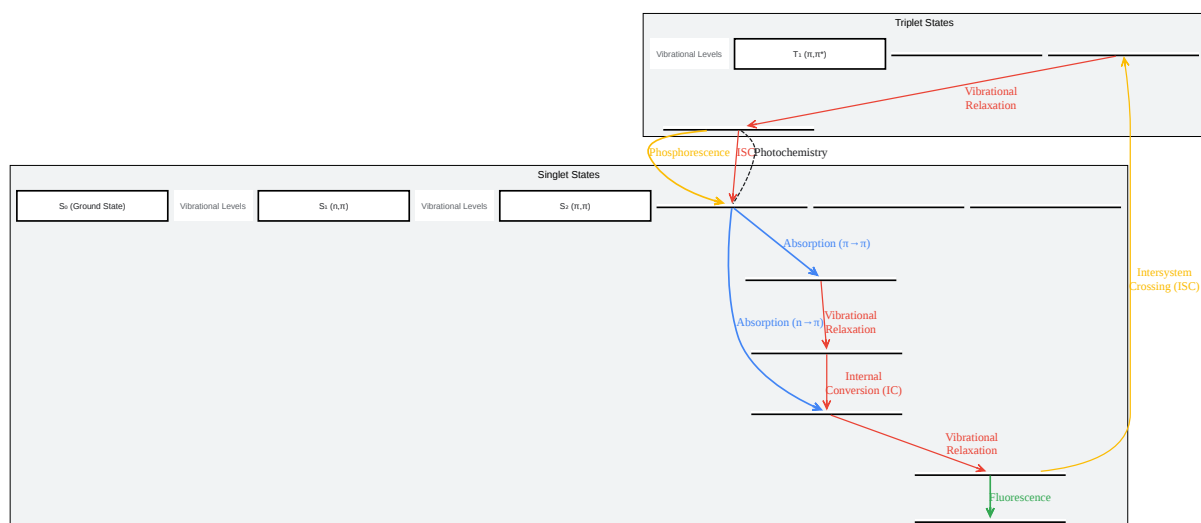 Triplet States
Vibrational Levels
T₁ (π,π*)
Vibrational
Relaxation
Phosphorescence
ISC
Photochemistry
Singlet States
S₀ (Ground State)
Vibrational Levels
S₁ (n,π)
Vibrational Levels
S₂ (π,π)
Absorption (π→π)
Intersystem
Crossing (ISC)
Absorption (n→π)
Vibrational
Relaxation
Internal
Conversion (IC)
Vibrational
Relaxation
Fluorescence